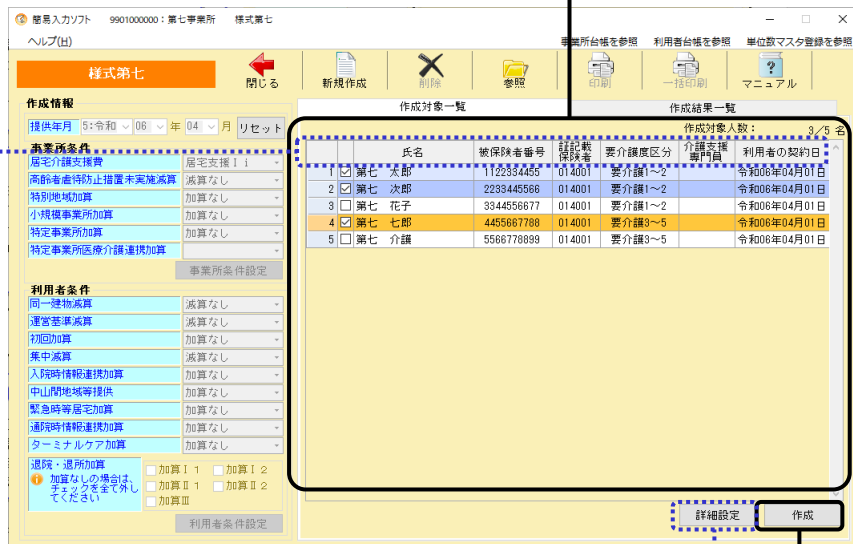 簡易入力ソフト 9901000000:第七事業所 様式第七
ヘルプ(H) 事業所台帳を参照 利用者台帳を参照 単位数マスタ登録を参照
様式第七 閉じる 新規作成 削除 参照 印刷 一括印刷 マニュアル
作成情報
提供年月 5:令和 06 年 04 月 リセット
事業所条件
居宅介護支援費 居宅支援Ⅰi
高齢者虐待防止措置未実施減算 減算なし
特別地域加算 加算なし
小規模事業所加算 加算なし
特定事業所加算 加算なし
特定事業所医療介護連携加算
事業所条件設定
利用者条件
同一建物減算 減算なし
運営基準減算 減算なし
初回加算 加算なし
集中減算 減算なし
入院時情報連携加算 加算なし
中山間地域等提供 加算なし
緊急時等居宅加算 加算なし
通院時情報連携加算 加算なし
ターミナルケア加算 加算なし
退院・退所加算
加算なしの場合は、
チェックを全て外し
てください
加算Ⅰ1 加算Ⅰ2
加算Ⅱ1 加算Ⅱ2
加算Ⅲ
利用者条件設定
作成対象一覧 作成結果一覧
作成対象人数: 3/5 名
氏名 被保険者番号 証記載保険者 要介護度区分 介護支援専門員 利用者の契約日
1 第七 太郎 1122334455 014001 要介護1~2 令和06年04月01日
2 第七 次郎 2233445566 014001 要介護1~2 令和06年04月01日
3 第七 花子 3344556677 014001 要介護1~2 令和06年04月01日
4 第七 七郎 4455667788 014001 要介護3~5 令和06年04月01日
5 第七 介護 5566778899 014001 要介護3~5 令和06年04月01日
詳細設定 作成